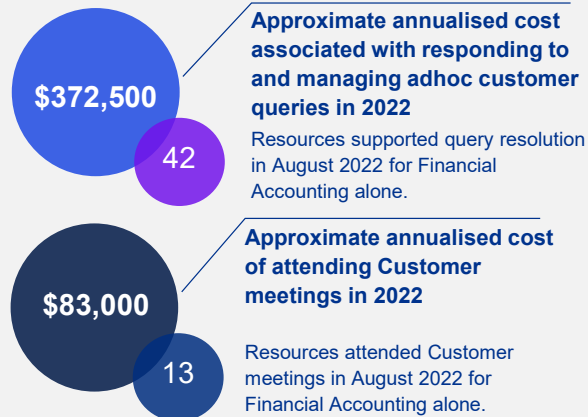 $372,500
42
Approximate annualised cost
associated with responding to
and managing adhoc customer
queries in 2022
Resources supported query resolution
in August 2022 for Financial
Accounting alone.
$83,000
13
Approximate annualised cost
of attending Customer
meetings in 2022
Resources attended Customer
meetings in August 2022 for
Financial Accounting alone.